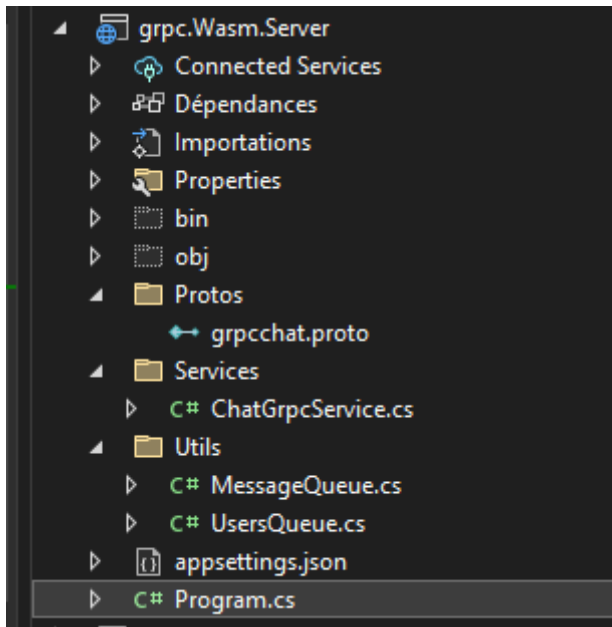 grpc.Wasm.Server
Connected Services
Dépendances
Importations
Properties
bin
obj
Protos
grpcchat.proto
Services
C# ChatGrpcService.cs
Utils
C# MessageQueue.cs
C# UsersQueue.cs
appsettings.json
C# Program.cs